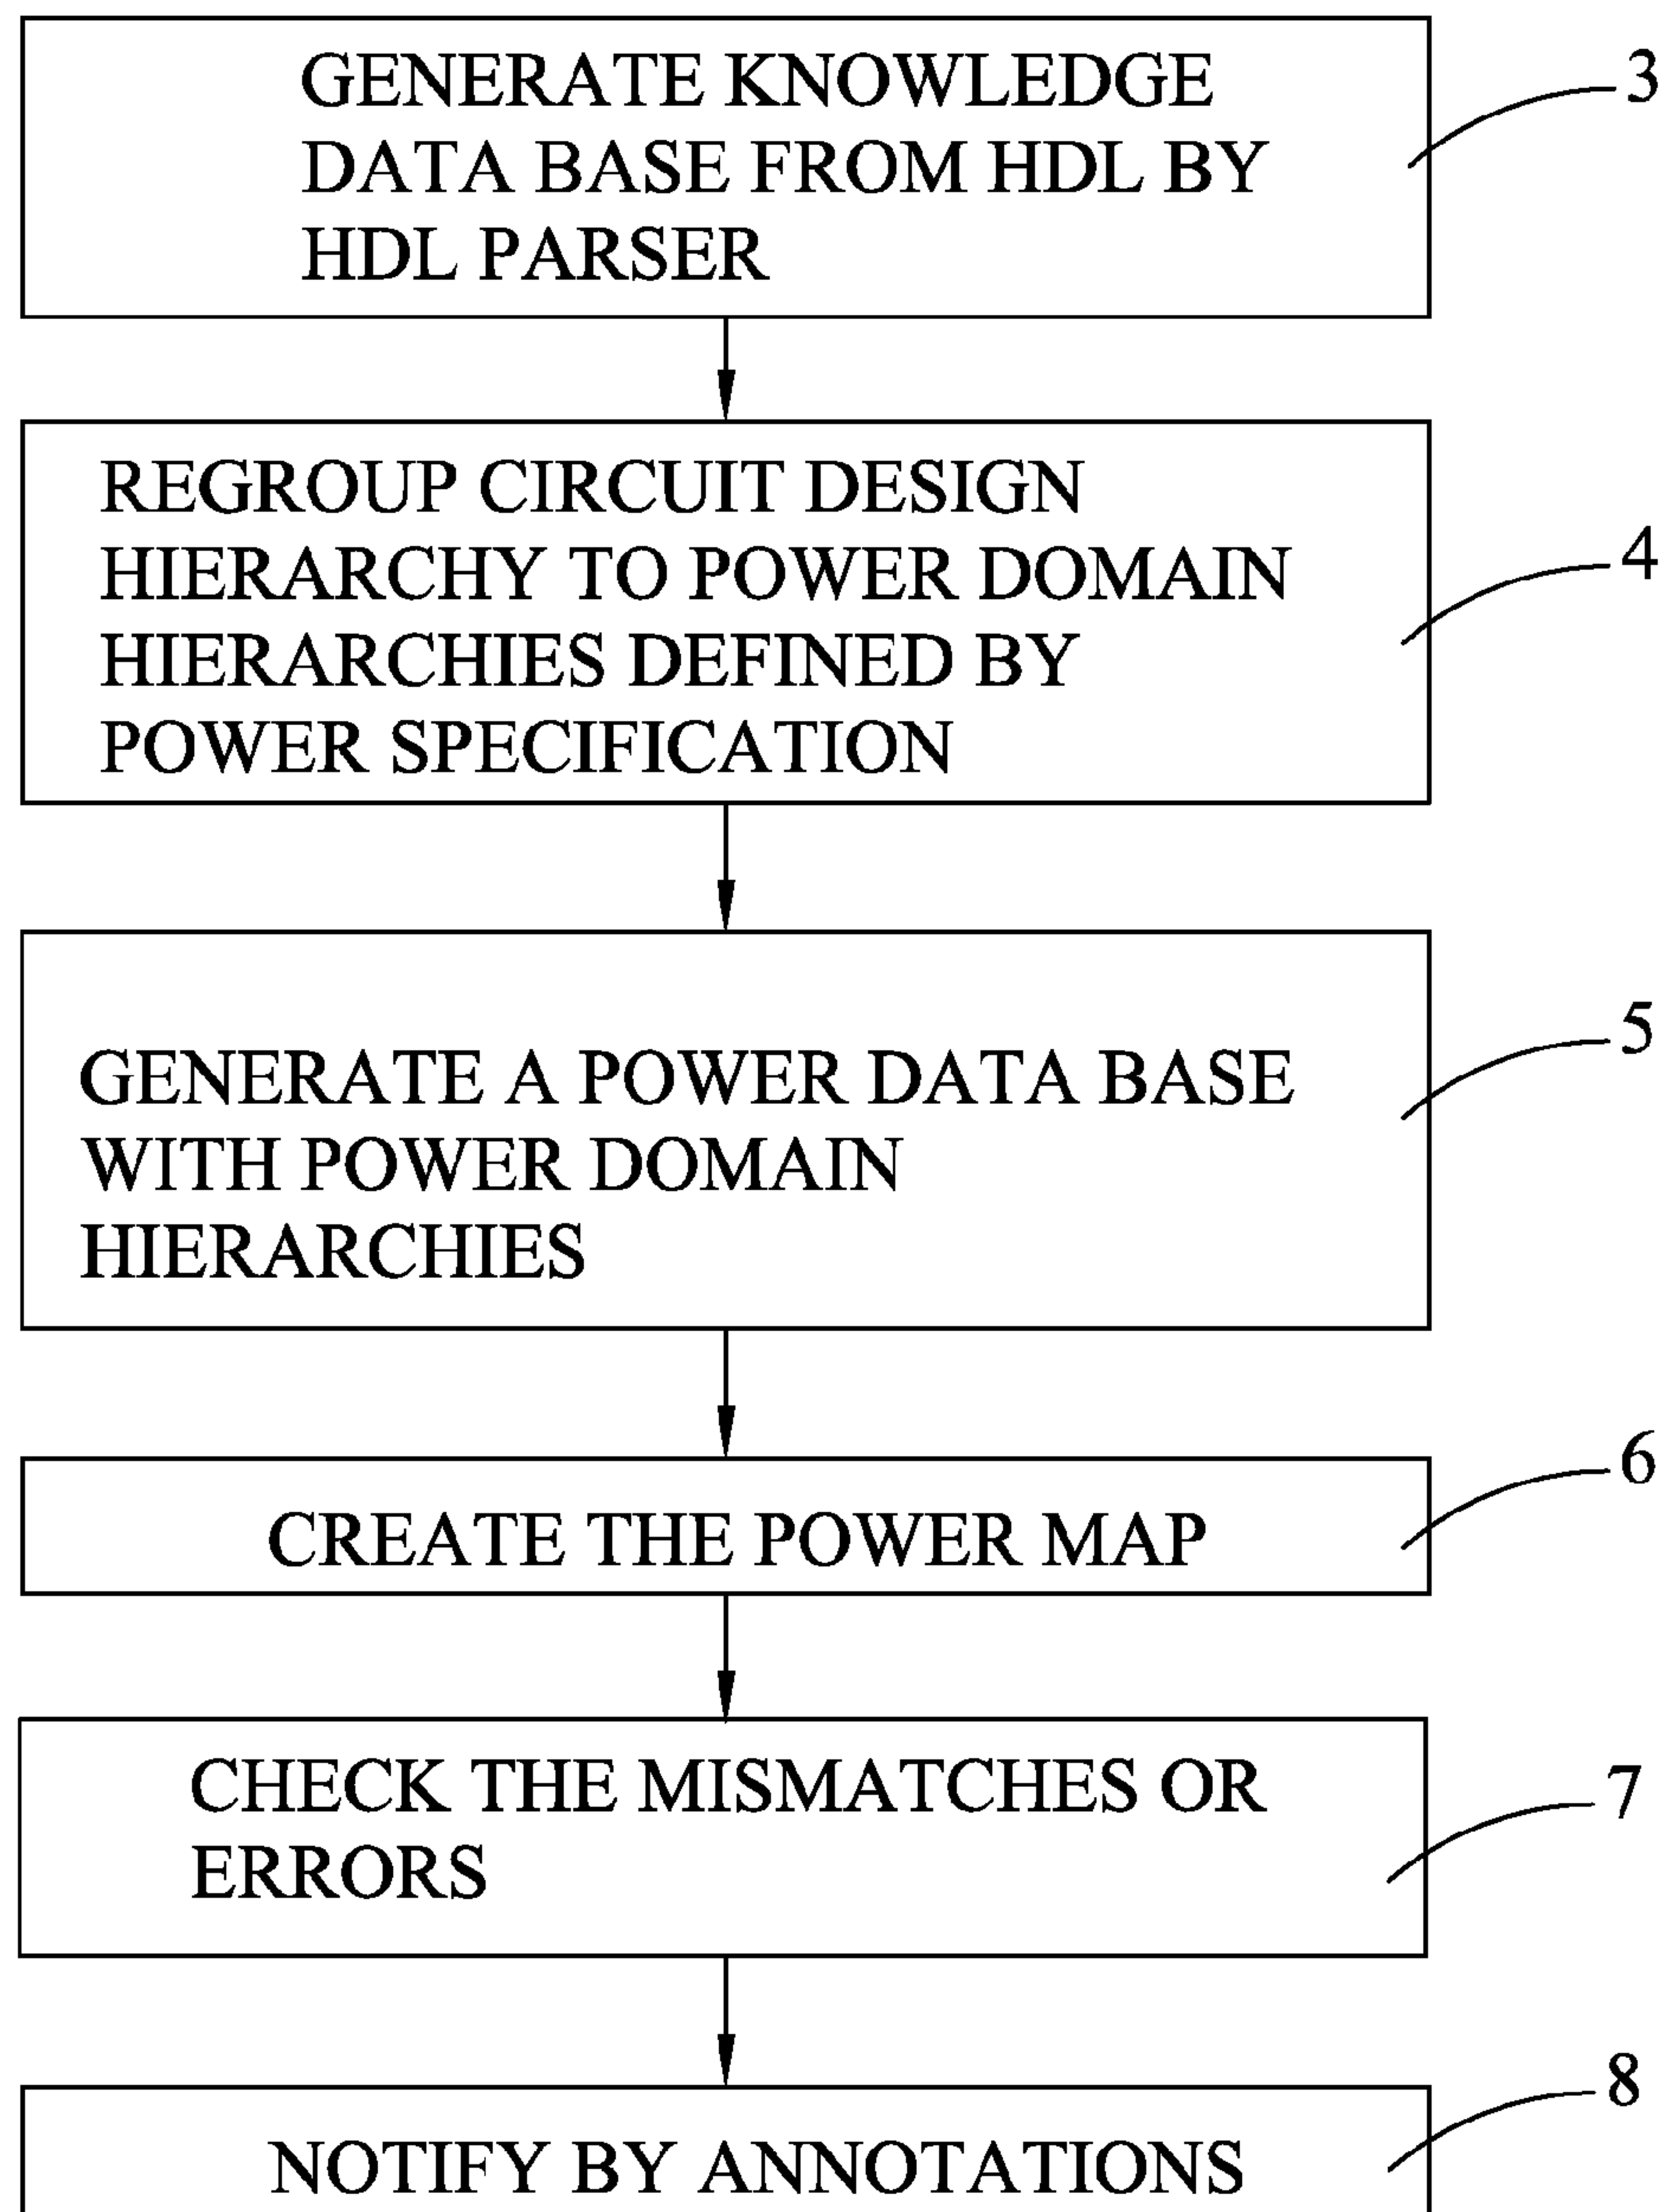 GENERATE KNOWLEDGE
DATA BASE FROM HDL BY
HDL PARSER
3
REGROUP CIRCUIT DESIGN
HIERARCHY TO POWER DOMAIN
HIERARCHIES DEFINED BY
POWER SPECIFICATION
4
GENERATE A POWER DATA BASE
WITH POWER DOMAIN
HIERARCHIES
5
CREATE THE POWER MAP
6
CHECK THE MISMATCHES OR
ERRORS
7
NOTIFY BY ANNOTATIONS
8